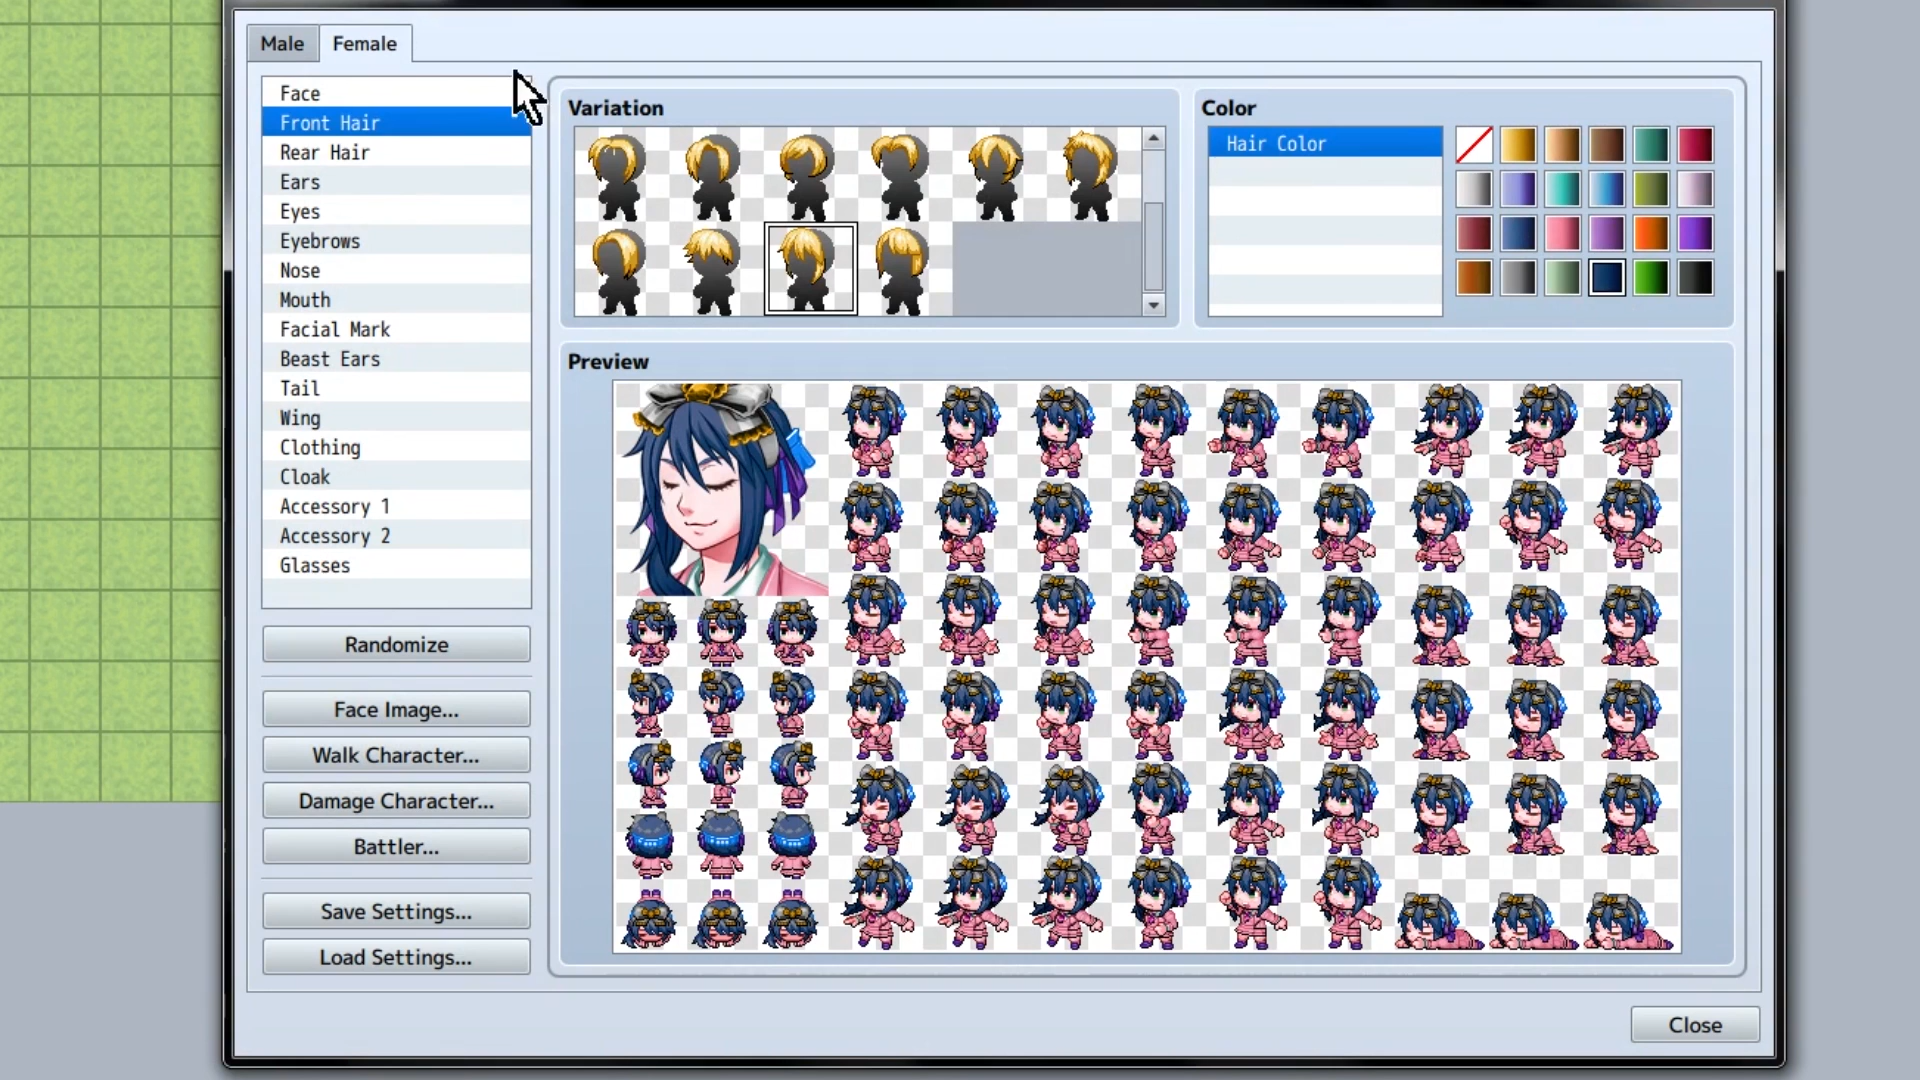 Male
Female
Face
Front Hair
Rear Hair
Ears
Eyes
Eyebrows
Nose
Mouth
Facial Mark
Beast Ears
Tail
Wing
Clothing
Cloak
Accessory 1
Accessory 2
Glasses
Randomize
Face Image...
Walk Character...
Damage Character...
Battler...
Save Settings...
Load Settings...
Variation
Color
Hair Color
Preview
Close